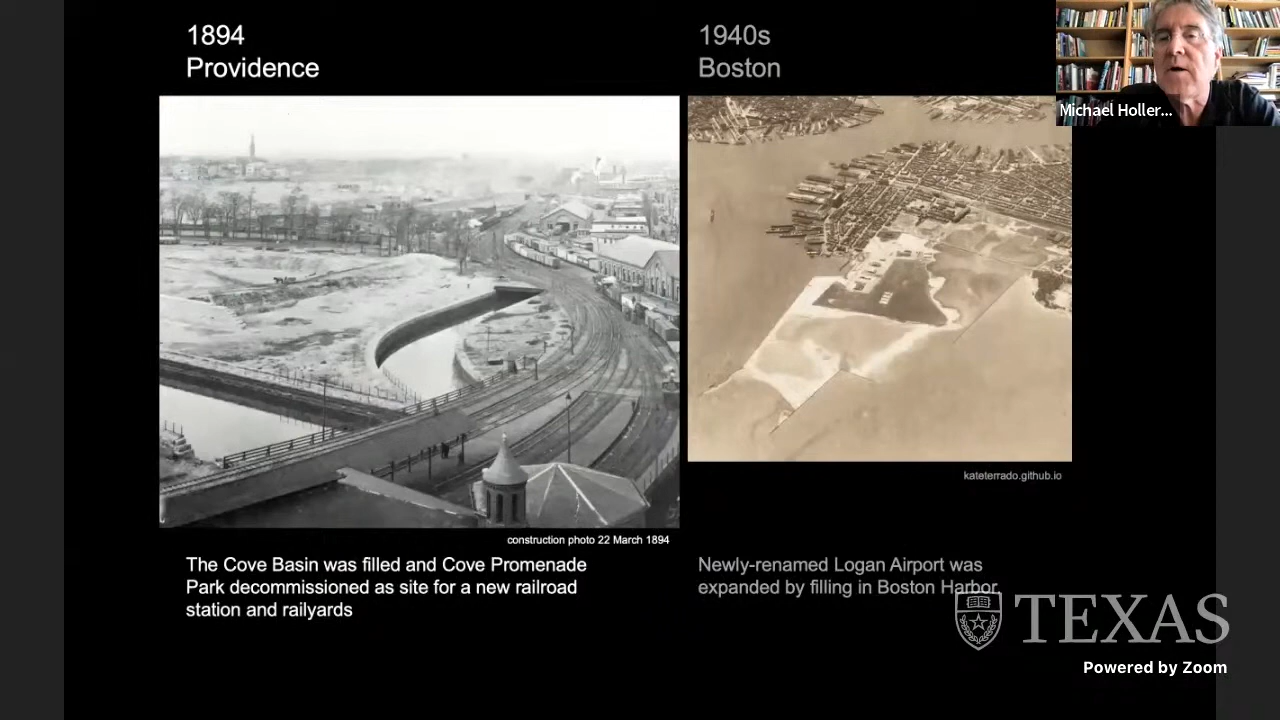 1894
Providence
1940s
Boston
Michael Holler...
kateterrado.github.io
construction photo 22 March 1894
The Cove Basin was filled and Cove Promenade
Park decommissioned as site for a new railroad
station and railyards
Newly-renamed Logan Airport was
expanded by filling in Boston Harbor.
TEXAS
Powered by Zoom